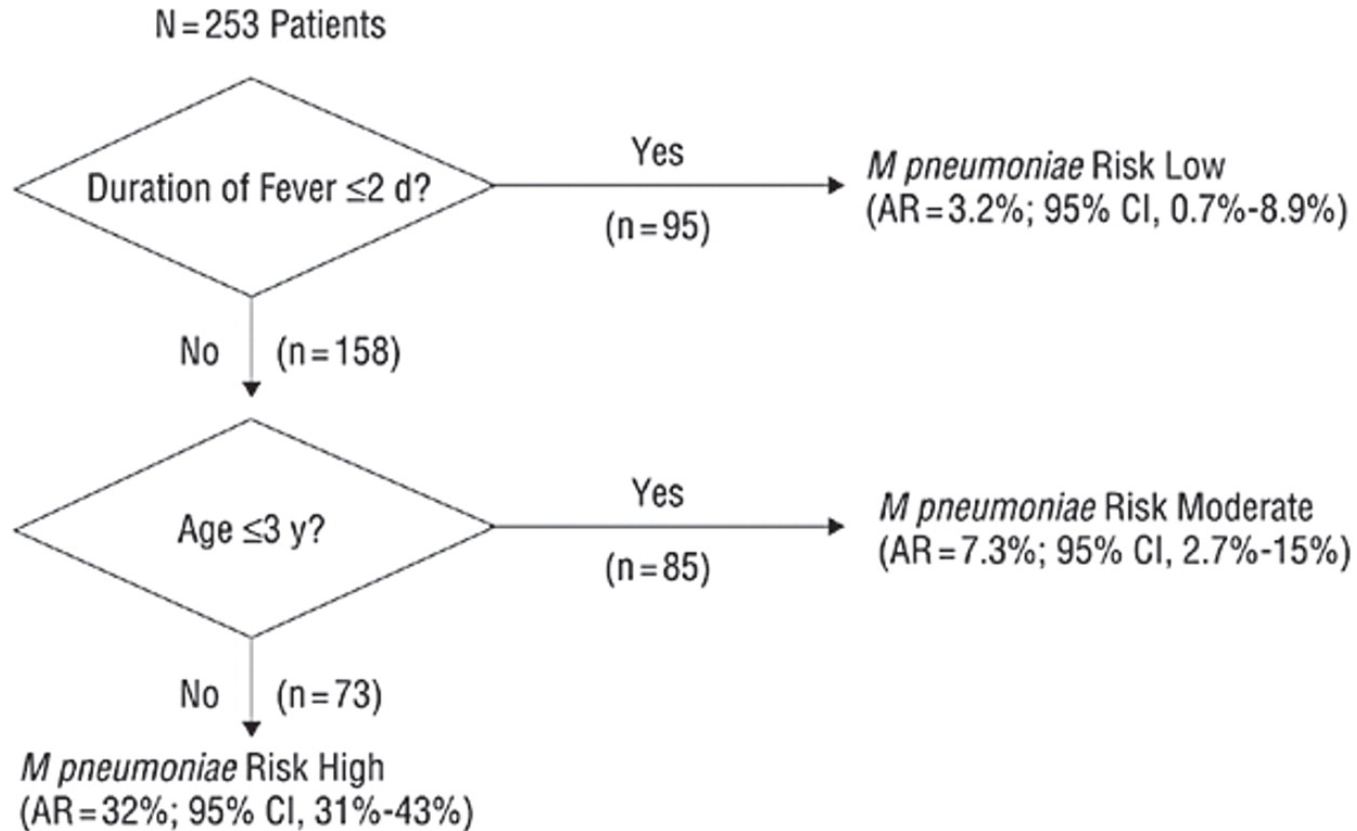 N=253 Patients
Duration of Fever ≤2 d?
Yes
(n=95)
M pneumoniae Risk Low
(AR=3.2%; 95% CI, 0.7%-8.9%)
No
(n=158)
Age ≤3 y?
Yes
(n=85)
M pneumoniae Risk Moderate
(AR=7.3%; 95% CI, 2.7%-15%)
No
(n=73)
M pneumoniae Risk High
(AR=32%; 95% CI, 31%-43%)